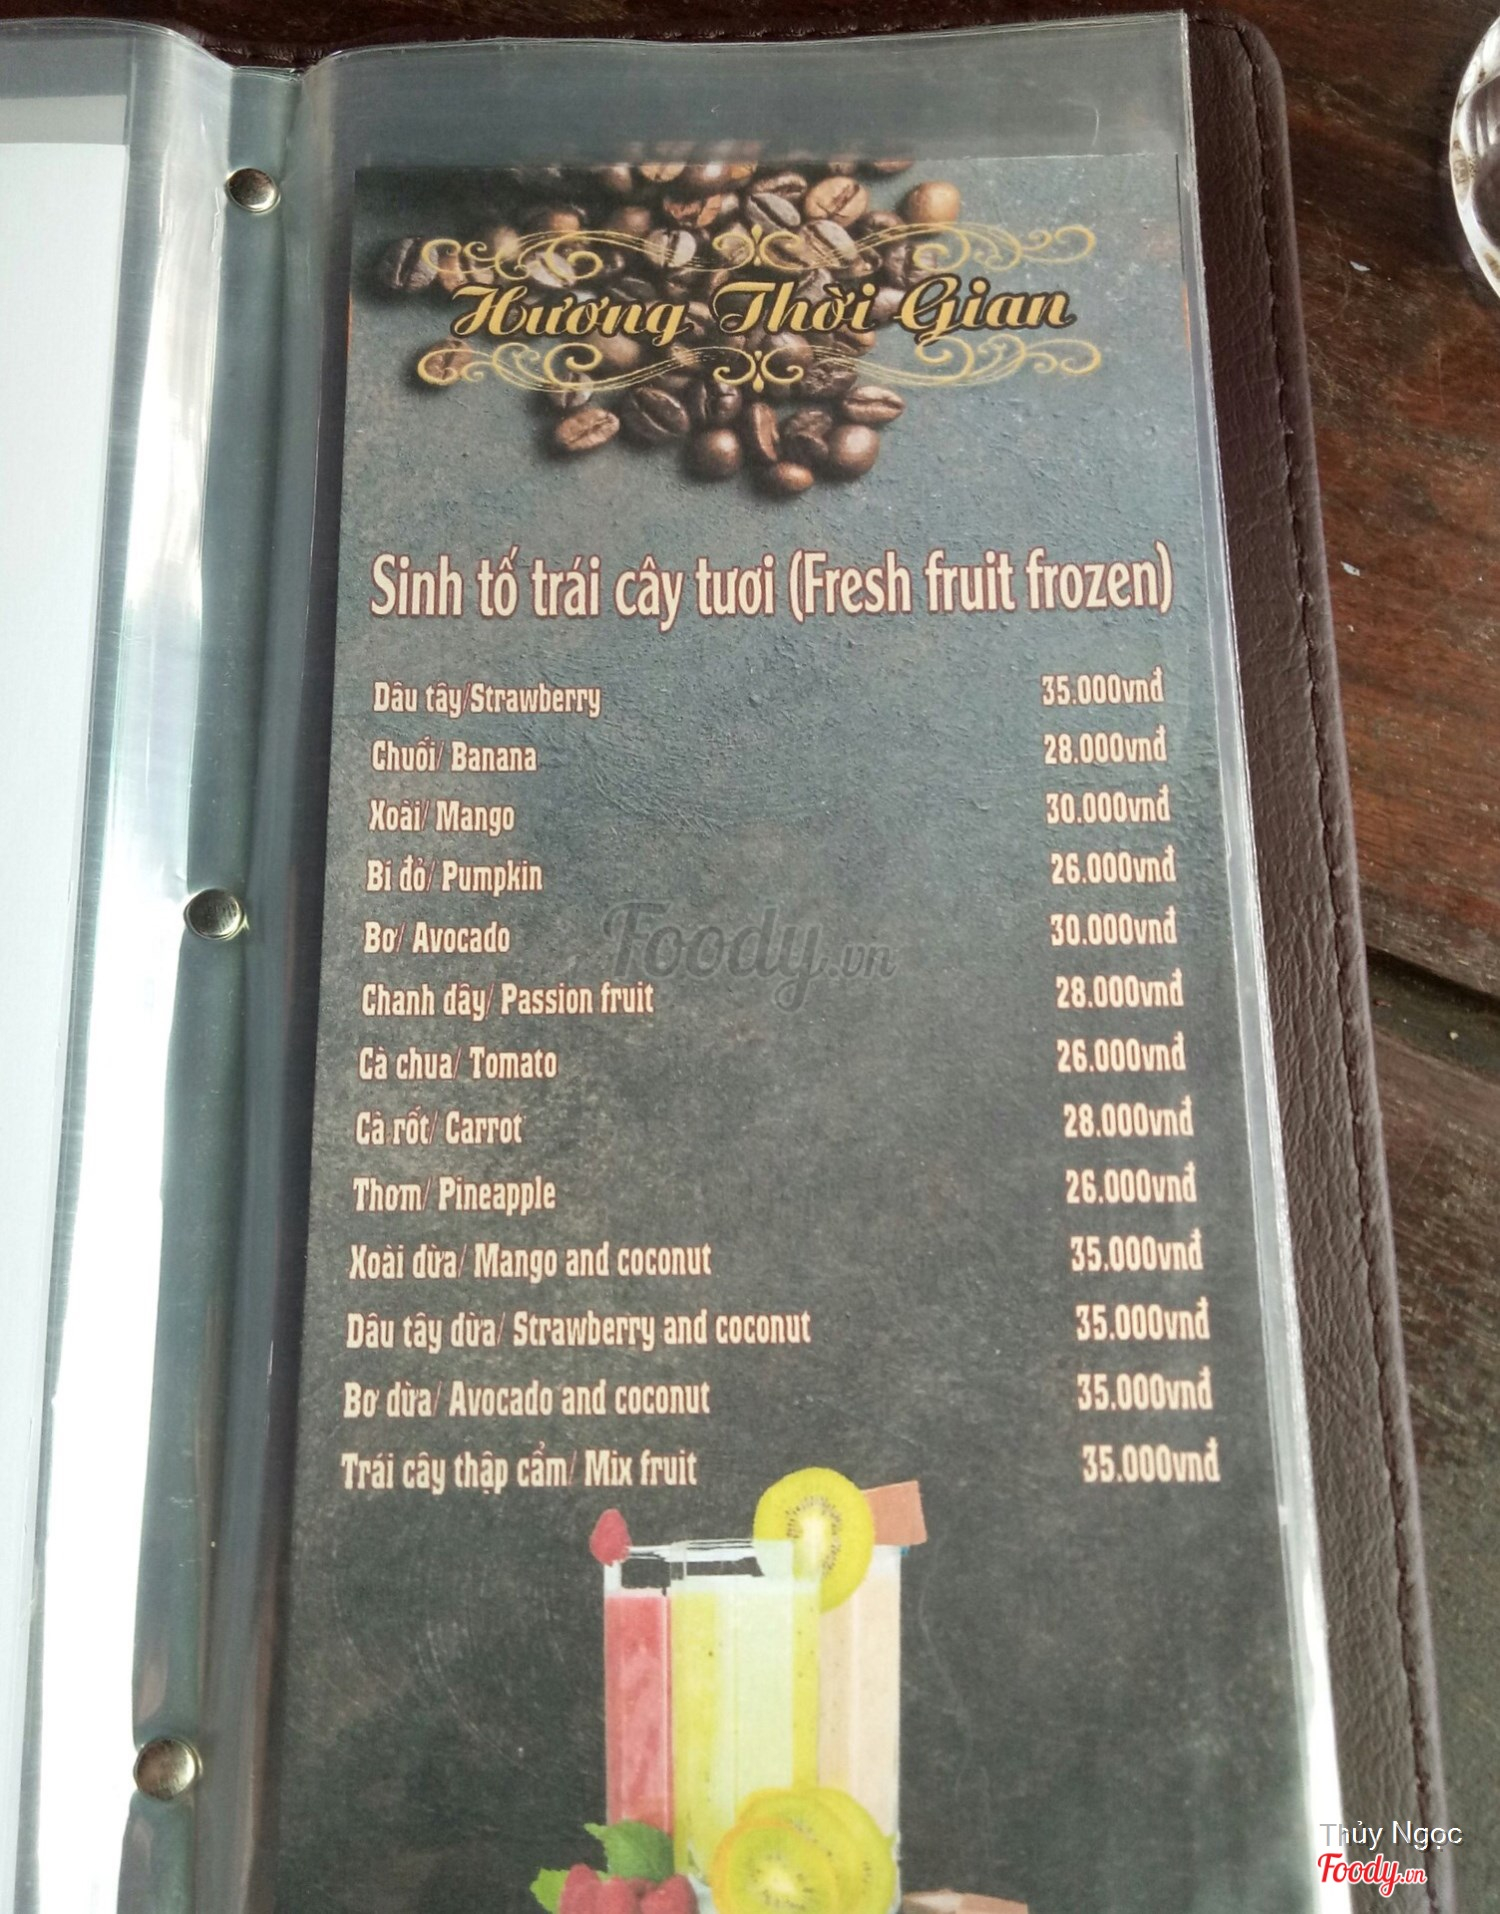 Hương Thời Gian
Sinh tố trái cây tươi (Fresh fruit frozen)
Dâu tây/Strawberry 35.000vnđ
Chuối/ Banana 28.000vnđ
Xoài/ Mango 30.000vnđ
Bí đỏ/ Pumpkin 26.000vnđ
Bơ/ Avocado 30.000vnđ
Foody.vn
Chanh dây/ Passion fruit 28.000vnđ
Cà chua/ Tomato 26.000vnđ
Cà rốt/ Carrot 28.000vnđ
Thơm/ Pineapple 26.000vnđ
Xoài dừa/ Mango and coconut 35.000vnđ
Dâu tây dừa/ Strawberry and coconut 35.000vnđ
Bơ dừa/ Avocado and coconut 35.000vnđ
Trái cây thập cẩm/ Mix fruit 35.000vnđ
Thủy Ngọc
Foody.vn